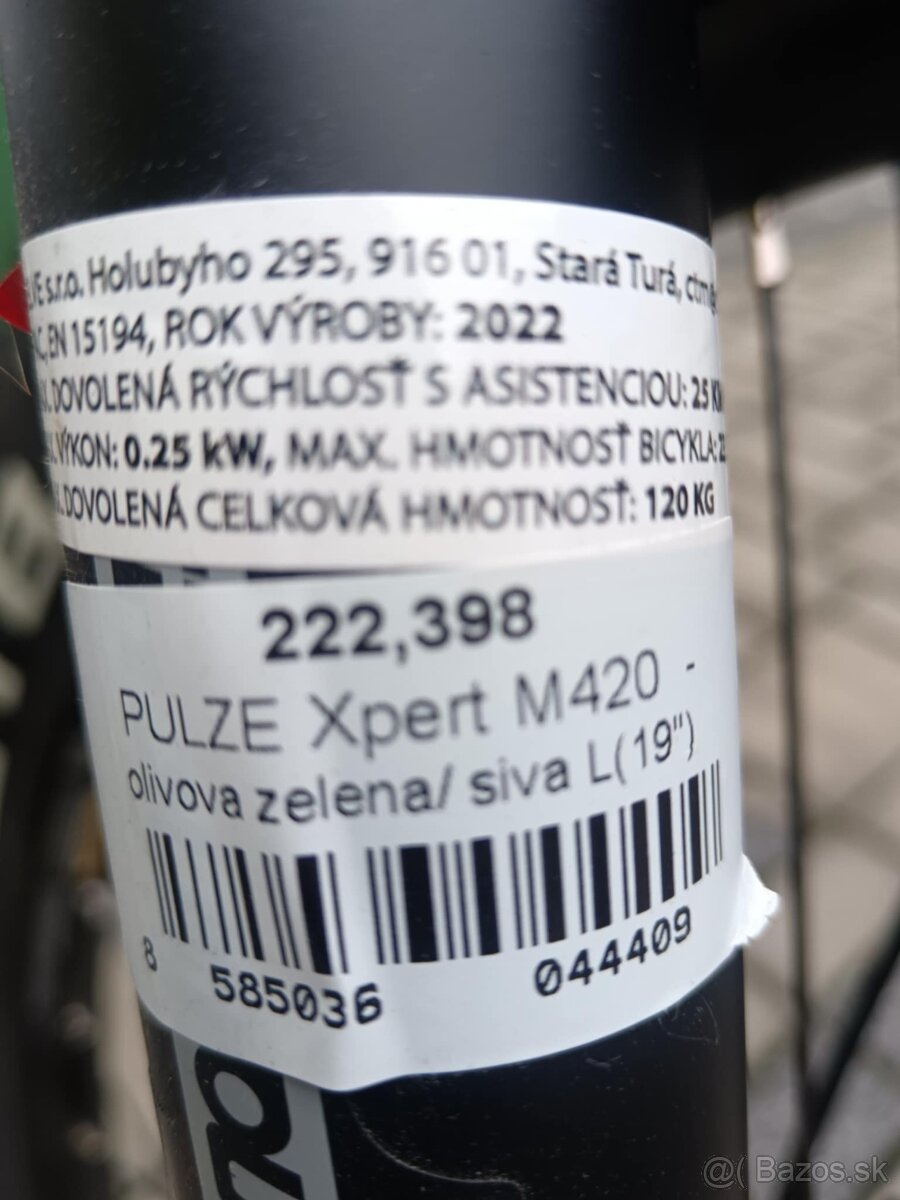 s.r.o. Holubyho 295, 916 01, Stará Turá,
EN 15194, ROK VÝROBY: 2022
DOVOLENÁ RÝCHLOSŤ S ASISTENCIOU: 25
VÝKON: 0.25 kW, MAX. HMOTNOSŤ BICYKLA:
DOVOLENÁ CELKOVÁ HMOTNOSŤ: 120 KG
222,398
PULZE Xpert M420 -
olivova zelena/ siva L(19")
8 585036 044409
@( Bazos.sk